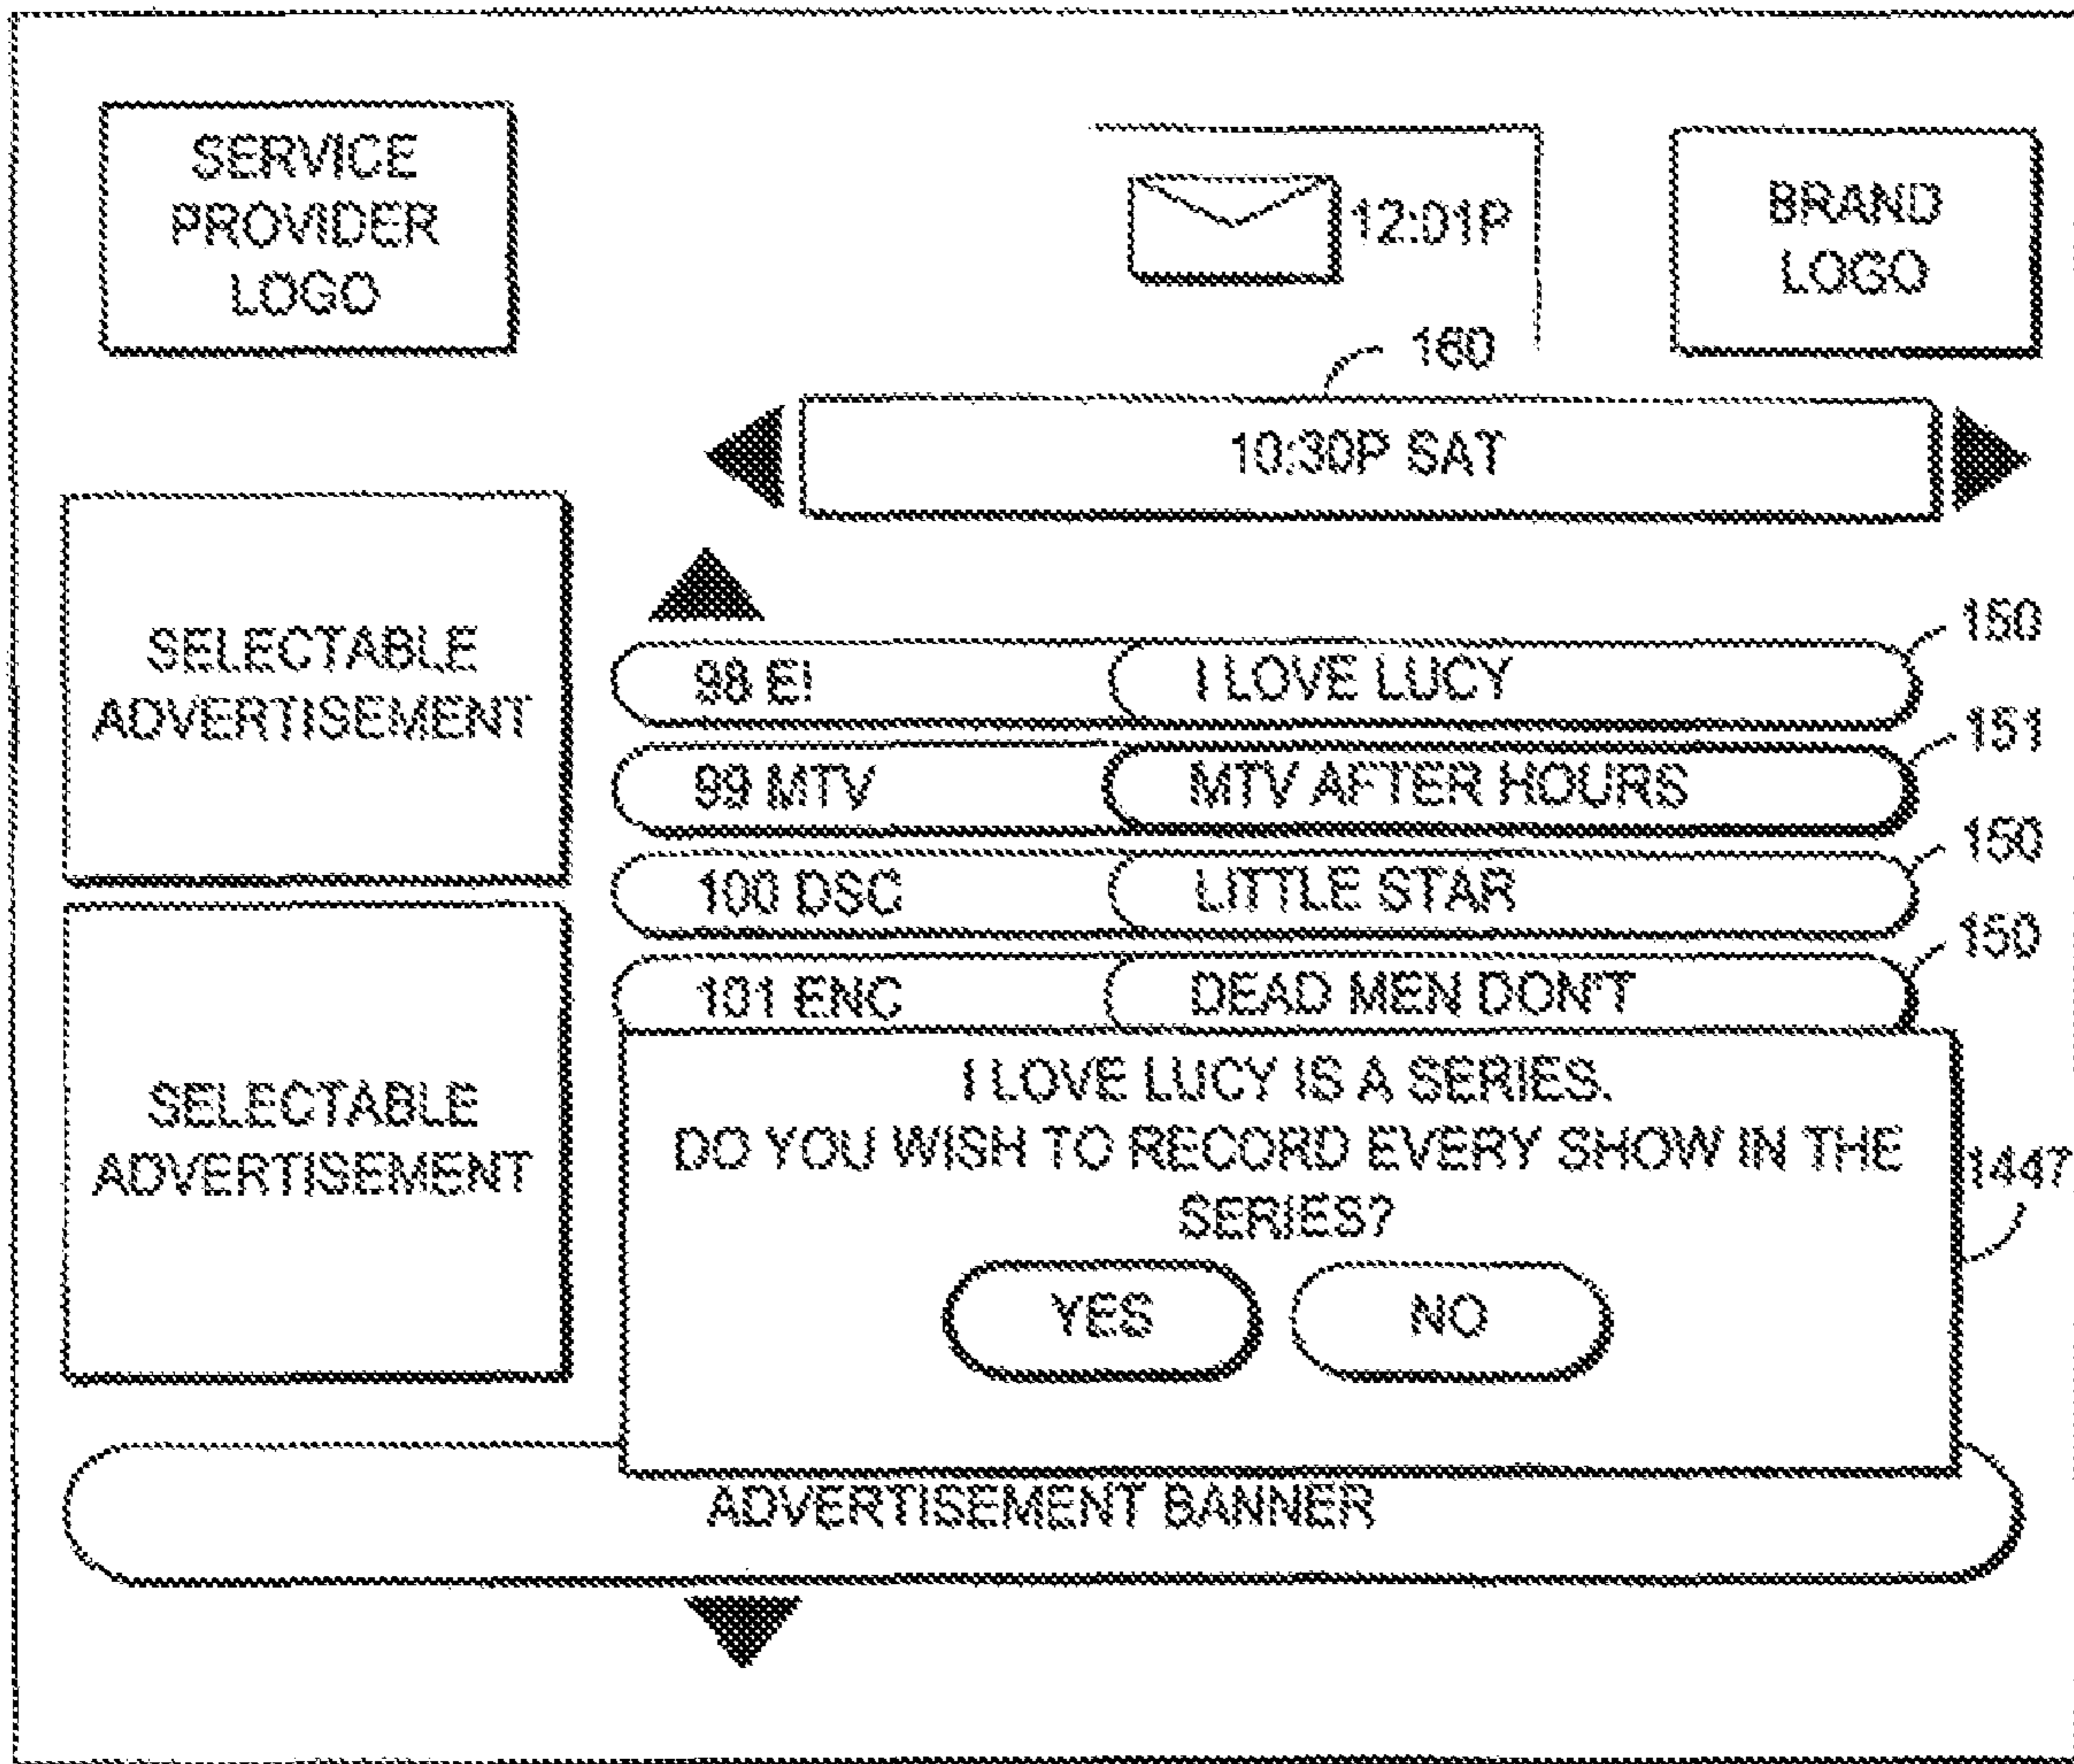 SERVICE
PROVIDER
LOGO
12:01P
BRAND
LOGO
160
10:30P SAT
SELECTABLE
ADVERTISEMENT
150
98 E! I LOVE LUCY
151
99 MTV MTV AFTER HOURS
150
100 DSC LITTLE STAR
150
101 ENC DEAD MEN DON'T
SELECTABLE
ADVERTISEMENT
I LOVE LUCY IS A SERIES.
DO YOU WISH TO RECORD EVERY SHOW IN THE
SERIES?
1447
YES NO
ADVERTISEMENT BANNER